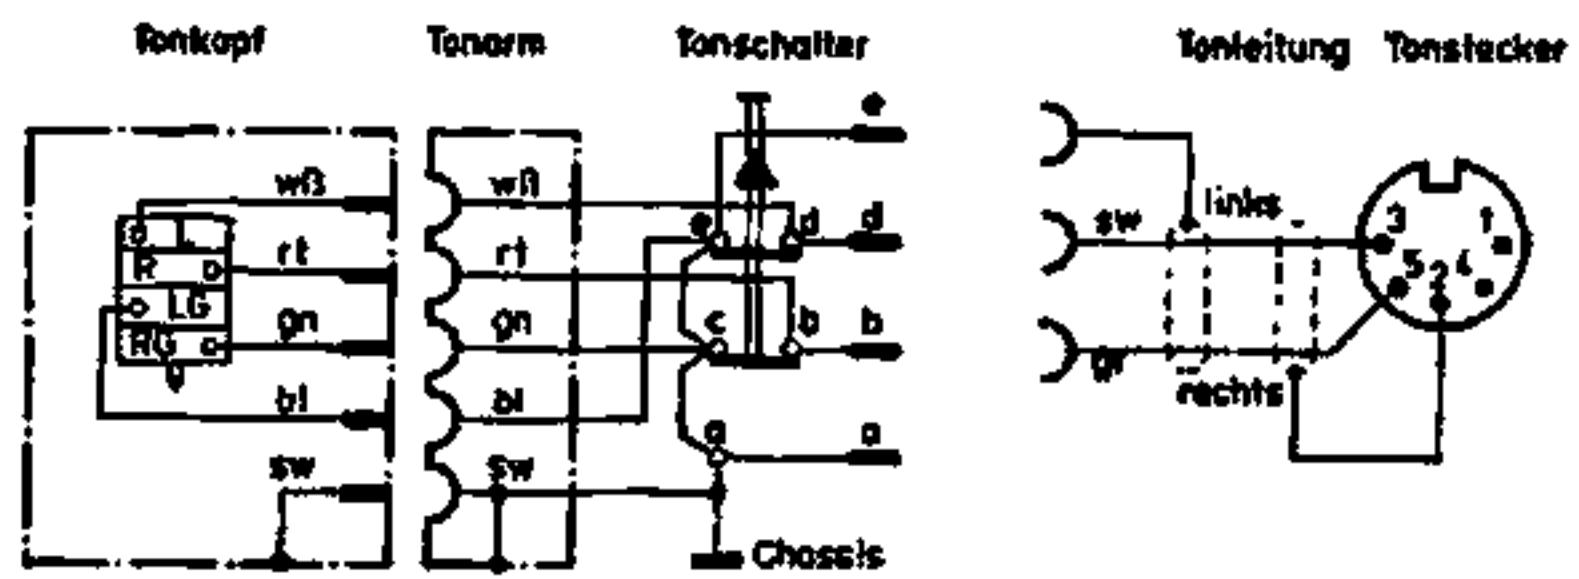 Tonkopf Tonarm Tonschalter Tonleitung Tonstecker
e
wß wß
L e d d sw links 3 1
R rt rt 5 2 4
LG
gn gn c b b
RG gr
rechts
bl bl
a a
sw sw
Chassis